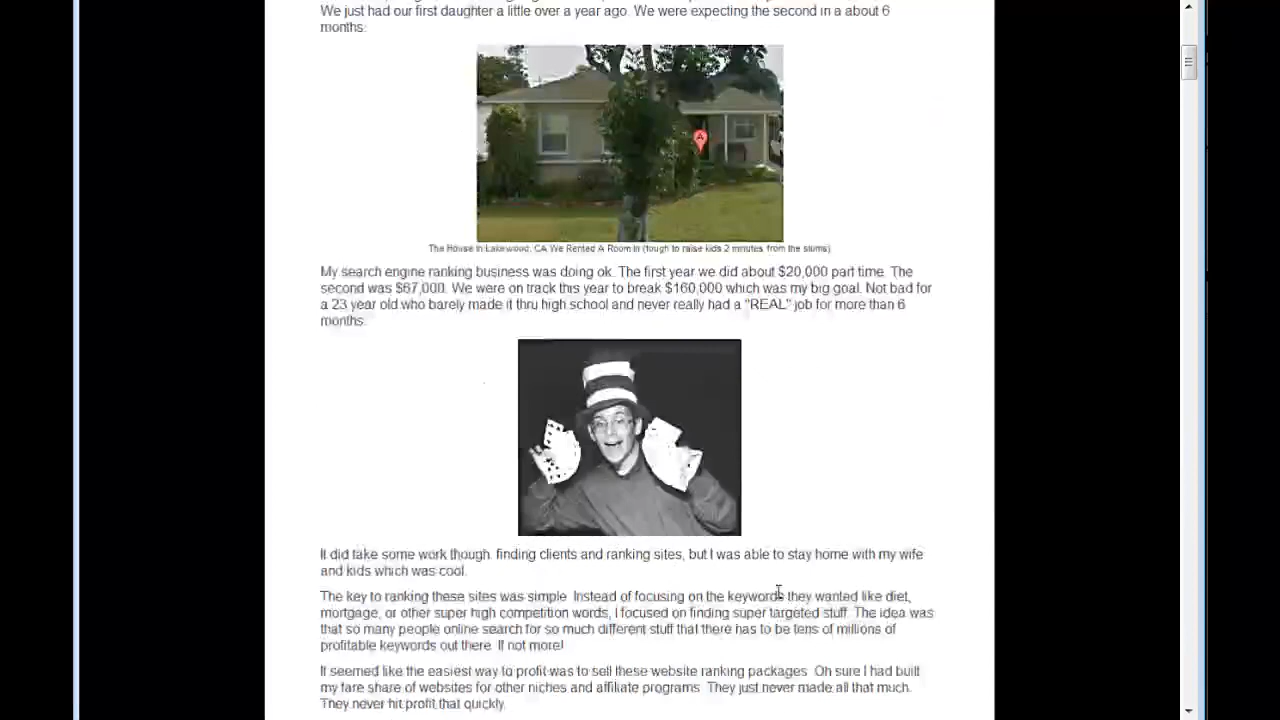 We just had our first daughter a little over a year ago. We were expecting the second in a about 6
months.
A
The House In Lakewood, CA We Rented A Room In (tough to raise kids 2 minutes from the slums)
My search engine ranking business was doing ok. The first year we did about $20,000 part time. The
second was $67,000. We were on track this year to break $160,000 which was my big goal. Not bad for
a 23 year old who barely made it thru high school and never really had a "REAL" job for more than 6
months.
It did take some work though. finding clients and ranking sites, but I was able to stay home with my wife
and kids which was cool.
The key to ranking these sites was simple. Instead of focusing on the keywords they wanted like diet,
mortgage, or other super high competition words, I focused on finding super targeted stuff. The idea was
that so many people online search for so much different stuff that there has to be tens of millions of
profitable keywords out there. If not more!
It seemed like the easiest way to profit was to sell these website ranking packages. Oh sure I had built
my fare share of websites for other niches and affiliate programs. They just never made all that much.
They never hit profit that quickly.